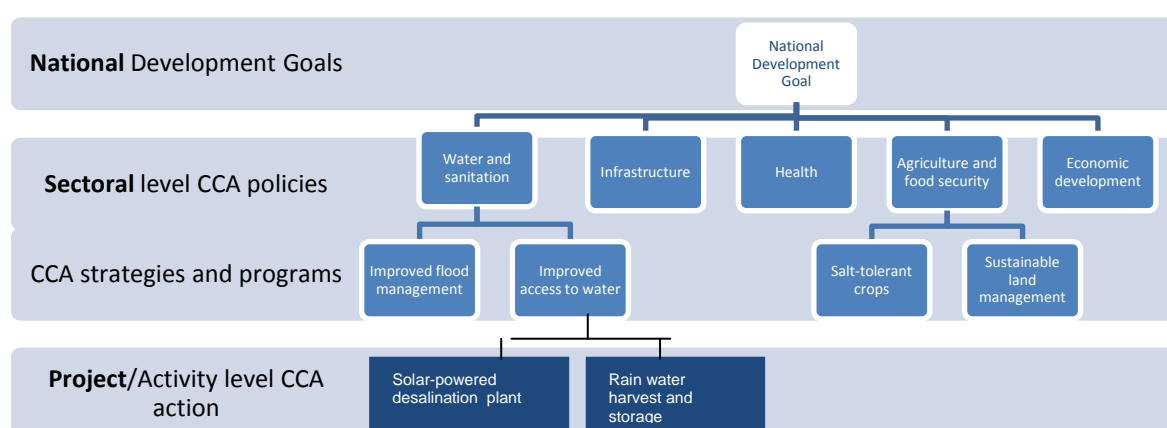 National Development Goals
National
Development
Goal
Sectoral level CCA policies
Water and
sanitation
Infrastructure
Health
Agriculture and
food security
Economic
development
CCA strategies and programs
Improved flood
management
Improved
access to water
Salt-tolerant
crops
Sustainable
land
management
Project/Activity level CCA
action
Solar-powered
desalination plant
Rain water
harvest and
storage